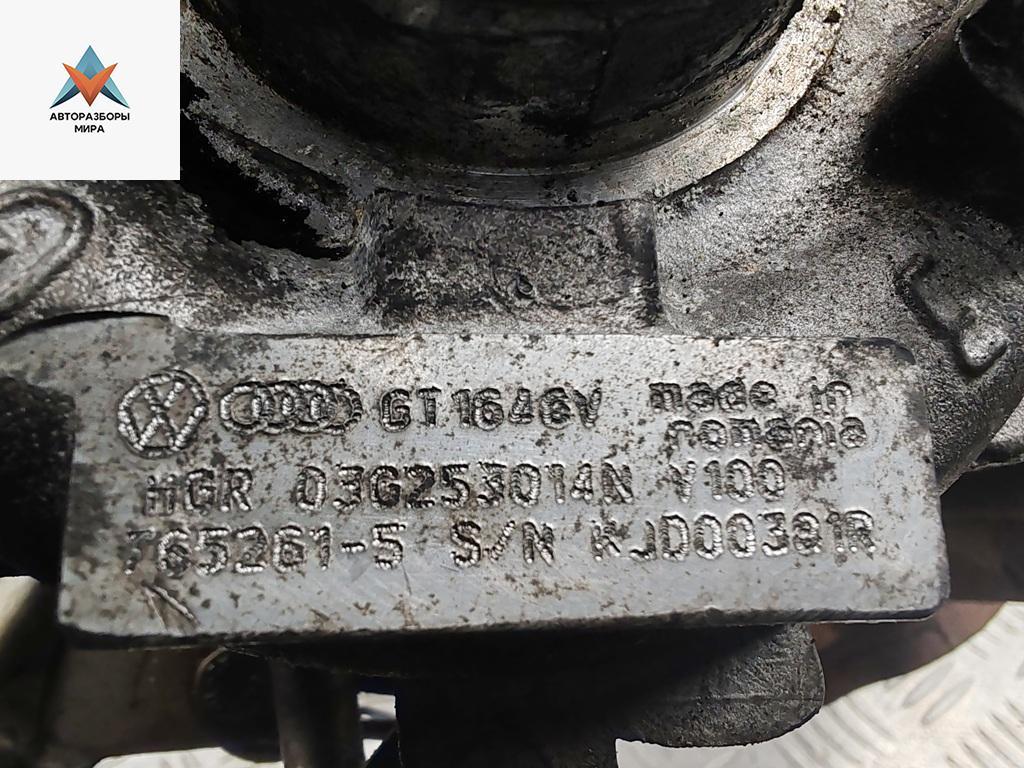 АВТОРАЗБОРЫ
МИРА
GT1646V made in romania
HGR 03G253014N V100
765261-5 S/N KJD00381R